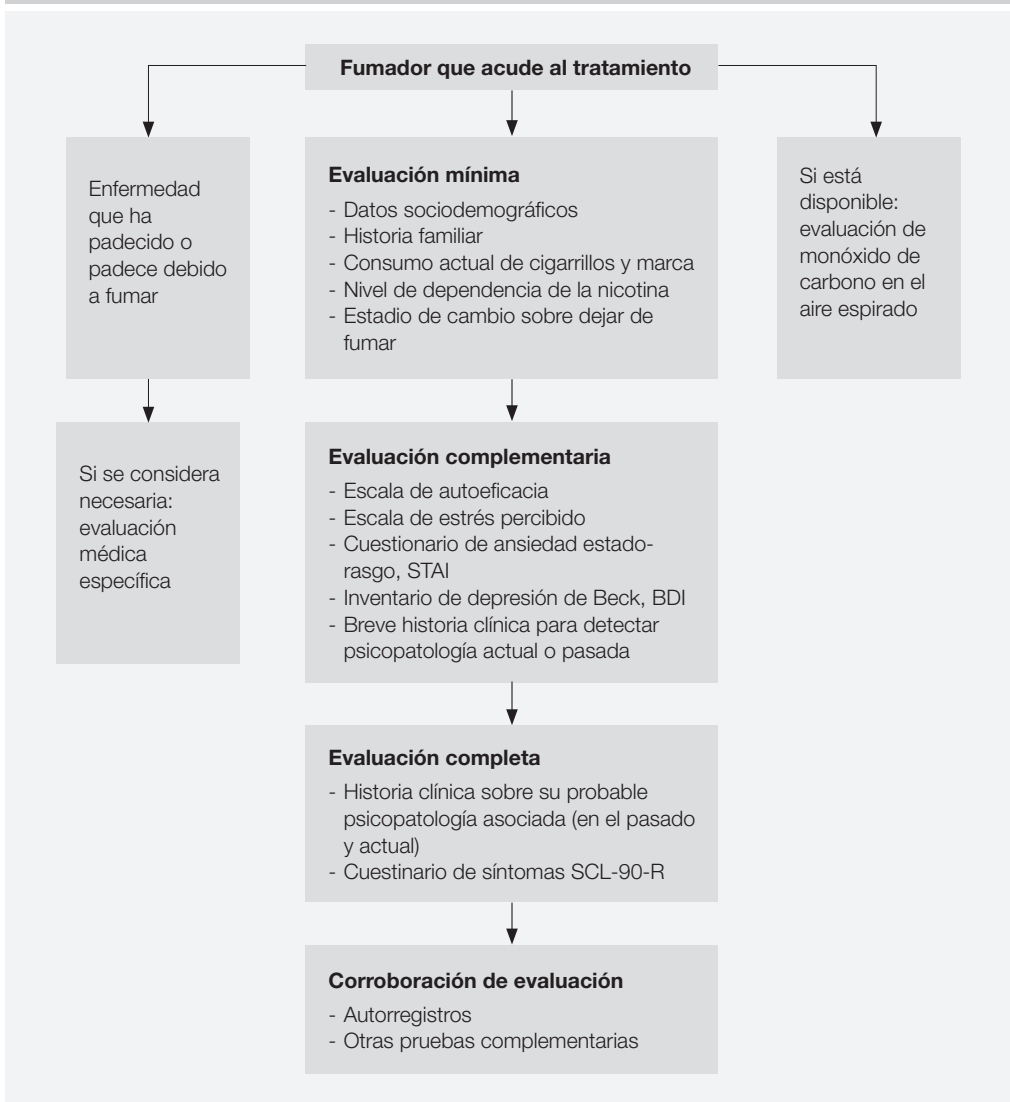 Fumador que acude al tratamiento
Enfermedad
que ha
padecido o
padece debido
a fumar
Evaluación mínima
- Datos sociodemográficos
- Historia familiar
- Consumo actual de cigarrillos y marca
- Nivel de dependencia de la nicotina
- Estadio de cambio sobre dejar de
fumar
Si está
disponible:
evaluación de
monóxido de
carbono en el
aire espirado
Si se considera
necesaria:
evaluación
médica
específica
Evaluación complementaria
- Escala de autoeficacia
- Escala de estrés percibido
- Cuestionario de ansiedad estado-
rasgo, STAI
- Inventario de depresión de Beck, BDI
- Breve historia clínica para detectar
psicopatología actual o pasada
Evaluación completa
- Historia clínica sobre su probable
psicopatología asociada (en el pasado
y actual)
- Cuestinario de síntomas SCL-90-R
Corroboración de evaluación
- Autorregistros
- Otras pruebas complementarias